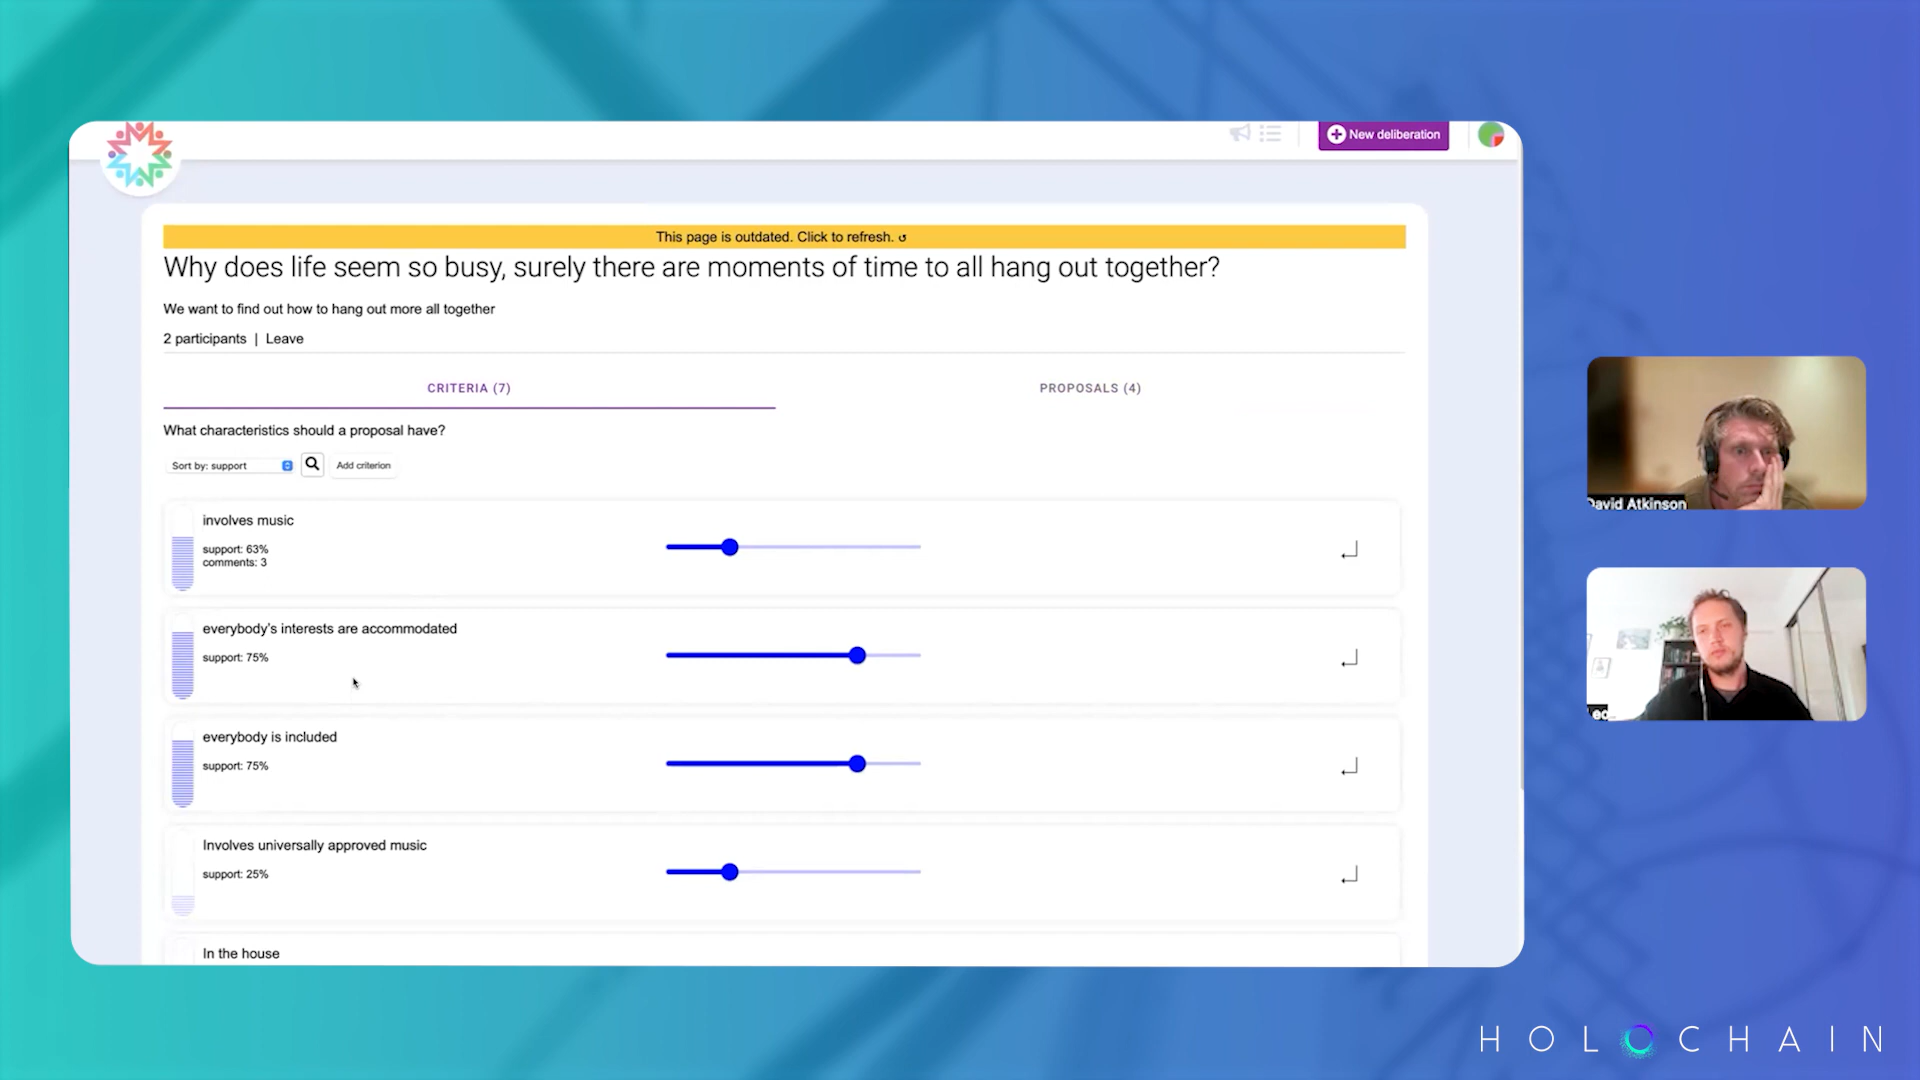 New deliberation
This page is outdated. Click to refresh. ↺
Why does life seem so busy, surely there are moments of time to all hang out together?
We want to find out how to hang out more all together
2 participants | Leave
CRITERIA (7)
PROPOSALS (4)
What characteristics should a proposal have?
Sort by: support
Add criterion
involves music
support: 63%
comments: 3
everybody's interests are accommodated
support: 75%
everybody is included
support: 75%
Involves universally approved music
support: 25%
In the house
David Atkinson
HOLOCHAIN